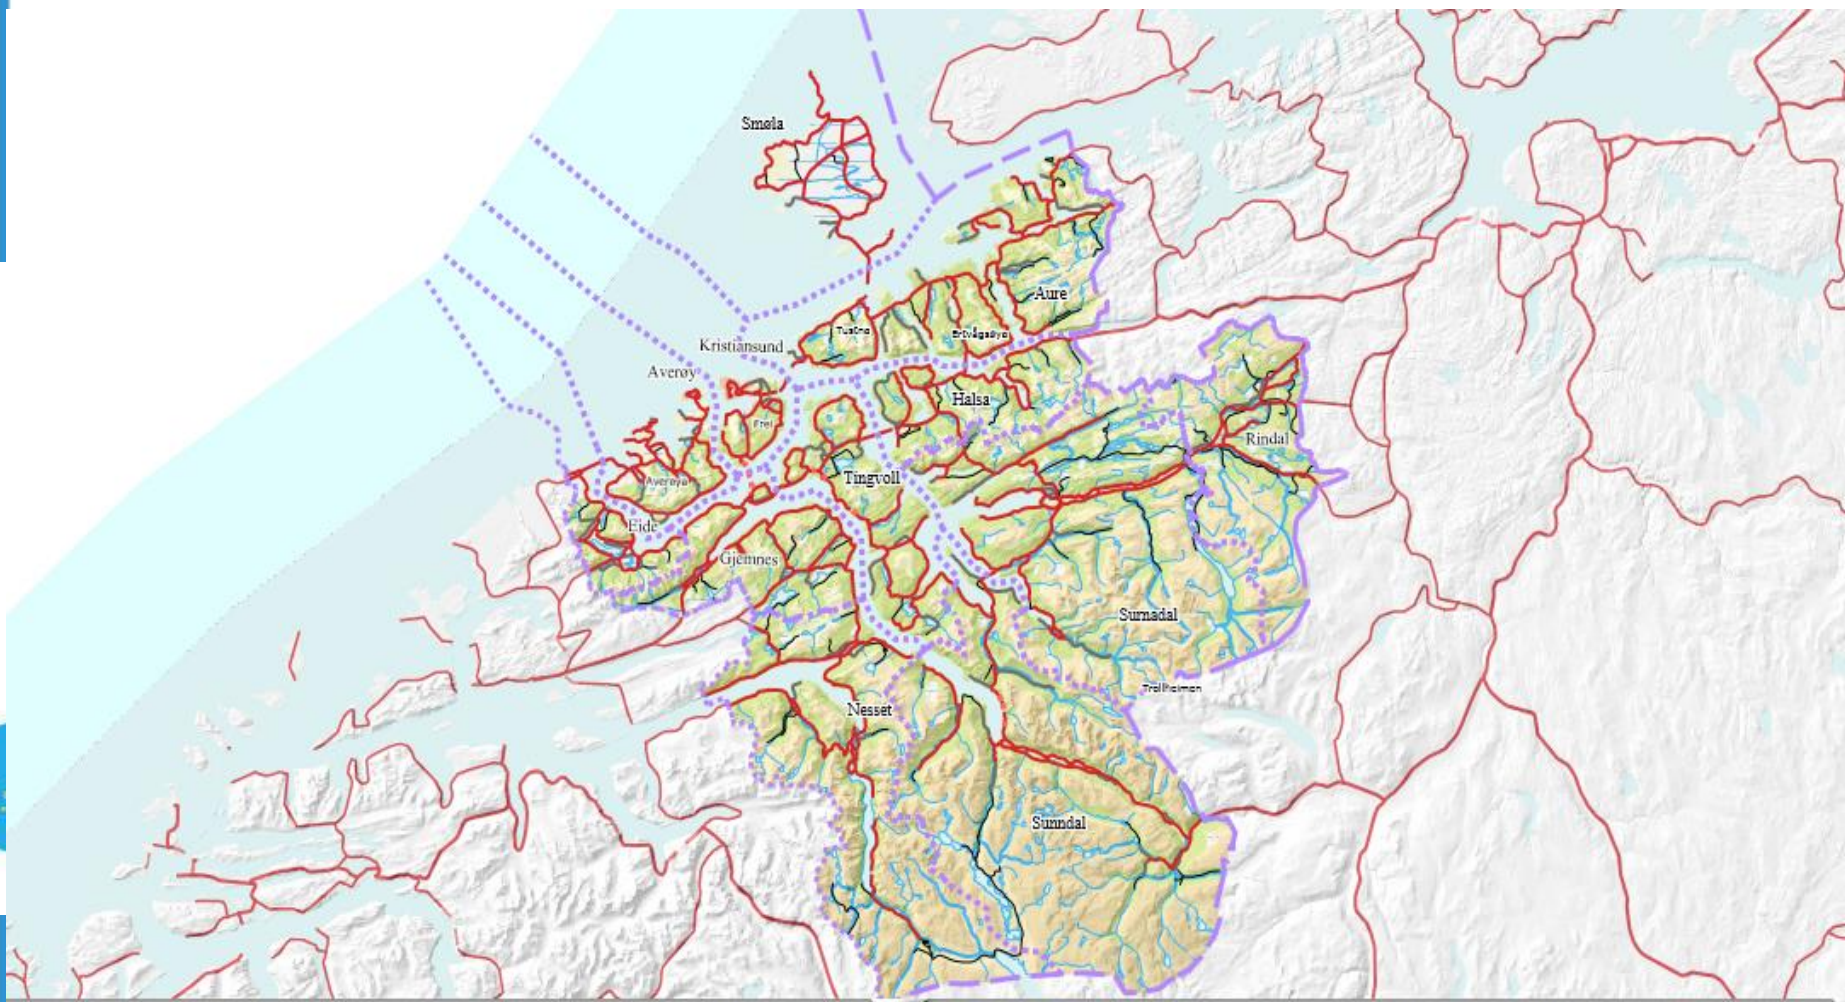 Smøla
Aure
Tustna
Ertvågsøya
Kristiansund
Averøy
Halsa
Frei
Rindal
Tingvoll
Averøya
Eide
Gjemnes
Surnadal
Trollheimen
Nesset
Sunndal